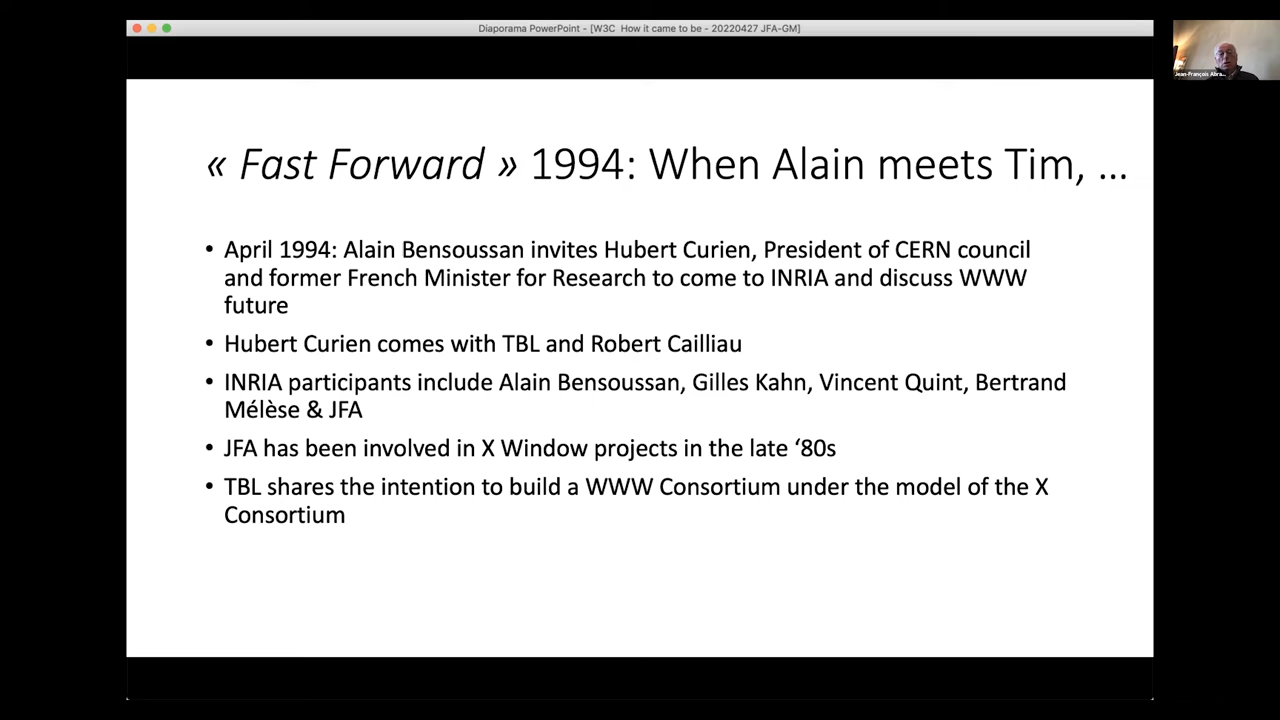 Diaporama PowerPoint - [W3C How it came to be - 20220427 JFA-GM]
Jean-François Abra...
« Fast Forward » 1994: When Alain meets Tim, ...
• April 1994: Alain Bensoussan invites Hubert Curien, President of CERN council
and former French Minister for Research to come to INRIA and discuss WWW
future
• Hubert Curien comes with TBL and Robert Cailliau
• INRIA participants include Alain Bensoussan, Gilles Kahn, Vincent Quint, Bertrand
Mélèse & JFA
• JFA has been involved in X Window projects in the late ‘80s
• TBL shares the intention to build a WWW Consortium under the model of the X
Consortium